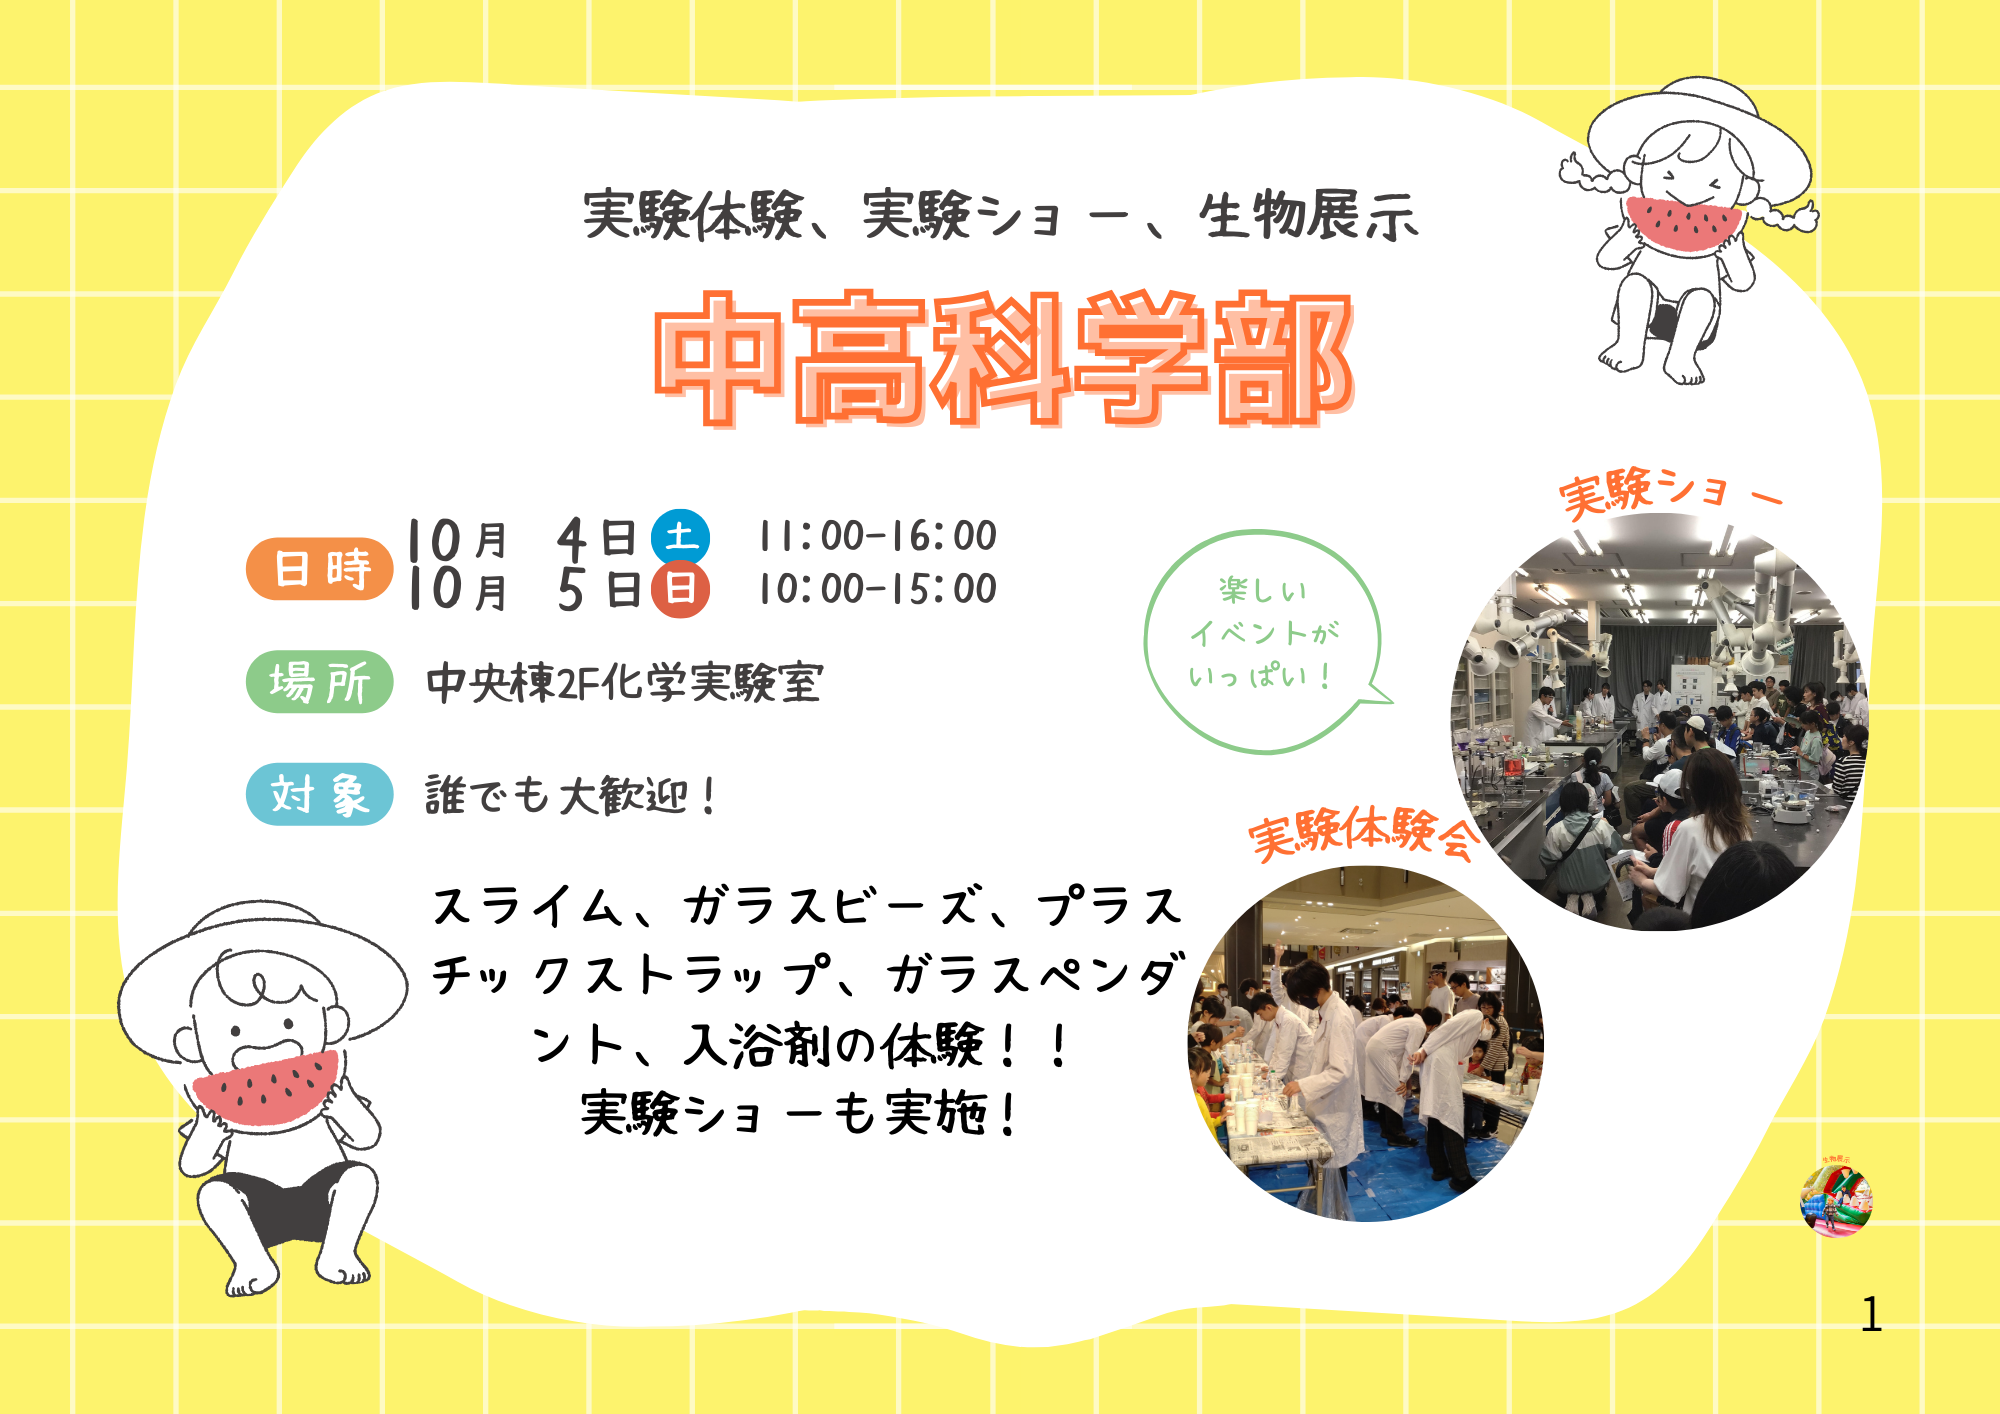 実験体験、実験ショー、生物展示
中高科学部
日時
10月 4日 土 11:00-16:00
10月 5日 日 10:00-15:00
場所 中央棟2F化学実験室
対象 誰でも大歓迎！
楽しい
イベントが
いっぱい！
実験ショー
実験体験会
スライム、ガラスビーズ、プラス
チックストラップ、ガラスペンダ
ント、入浴剤の体験！！
実験ショーも実施！
生物展示
1